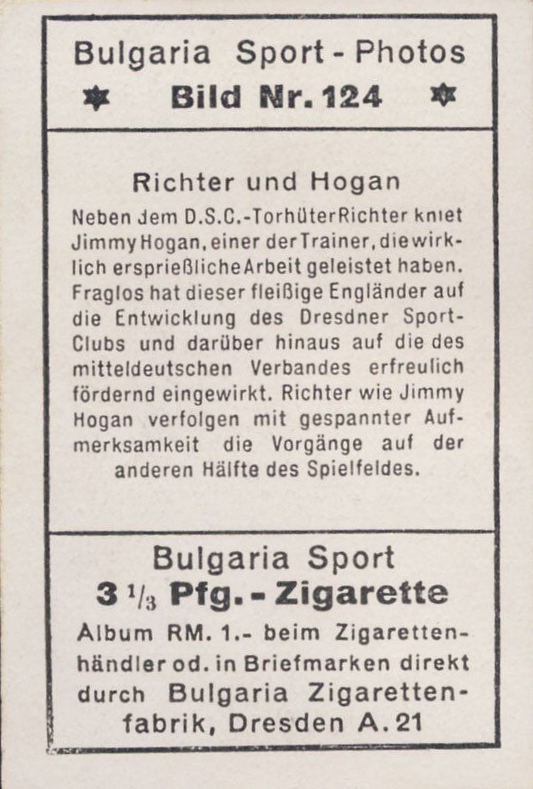 Bulgaria Sport - Photos
Bild Nr. 124
Richter und Hogan
Neben dem D.S.C.-Torhüter Richter kniet
Jimmy Hogan, einer der Trainer, die wirk-
lich ersprießliche Arbeit geleistet haben.
Fraglos hat dieser fleißige Engländer auf
die Entwicklung des Dresdner Sport-
Clubs und darüber hinaus auf die des
mitteldeutschen Verbandes erfreulich
fördernd eingewirkt. Richter wie Jimmy
Hogan verfolgen mit gespannter Auf-
merksamkeit die Vorgänge auf der
anderen Hälfte des Spielfeldes.
Bulgaria Sport
3 1/3 Pfg. - Zigarette
Album RM. 1.- beim Zigaretten-
händler od. in Briefmarken direkt
durch Bulgaria Zigaretten-
fabrik, Dresden A. 21